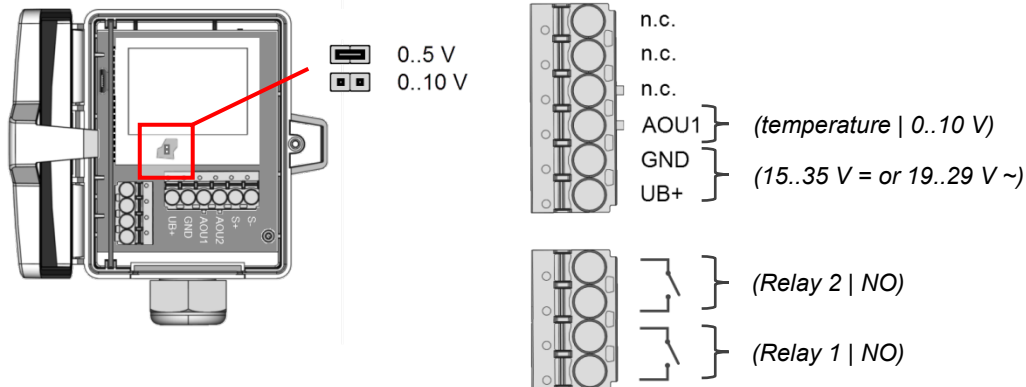 0..5 V
0..10 V
UB+
GND
AOU1
AOU2
S+
S-
n.c.
n.c.
n.c.
AOU1 (temperature | 0..10 V)
GND
UB+ (15..35 V = or 19..29 V ~)
(Relay 2 | NO)
(Relay 1 | NO)